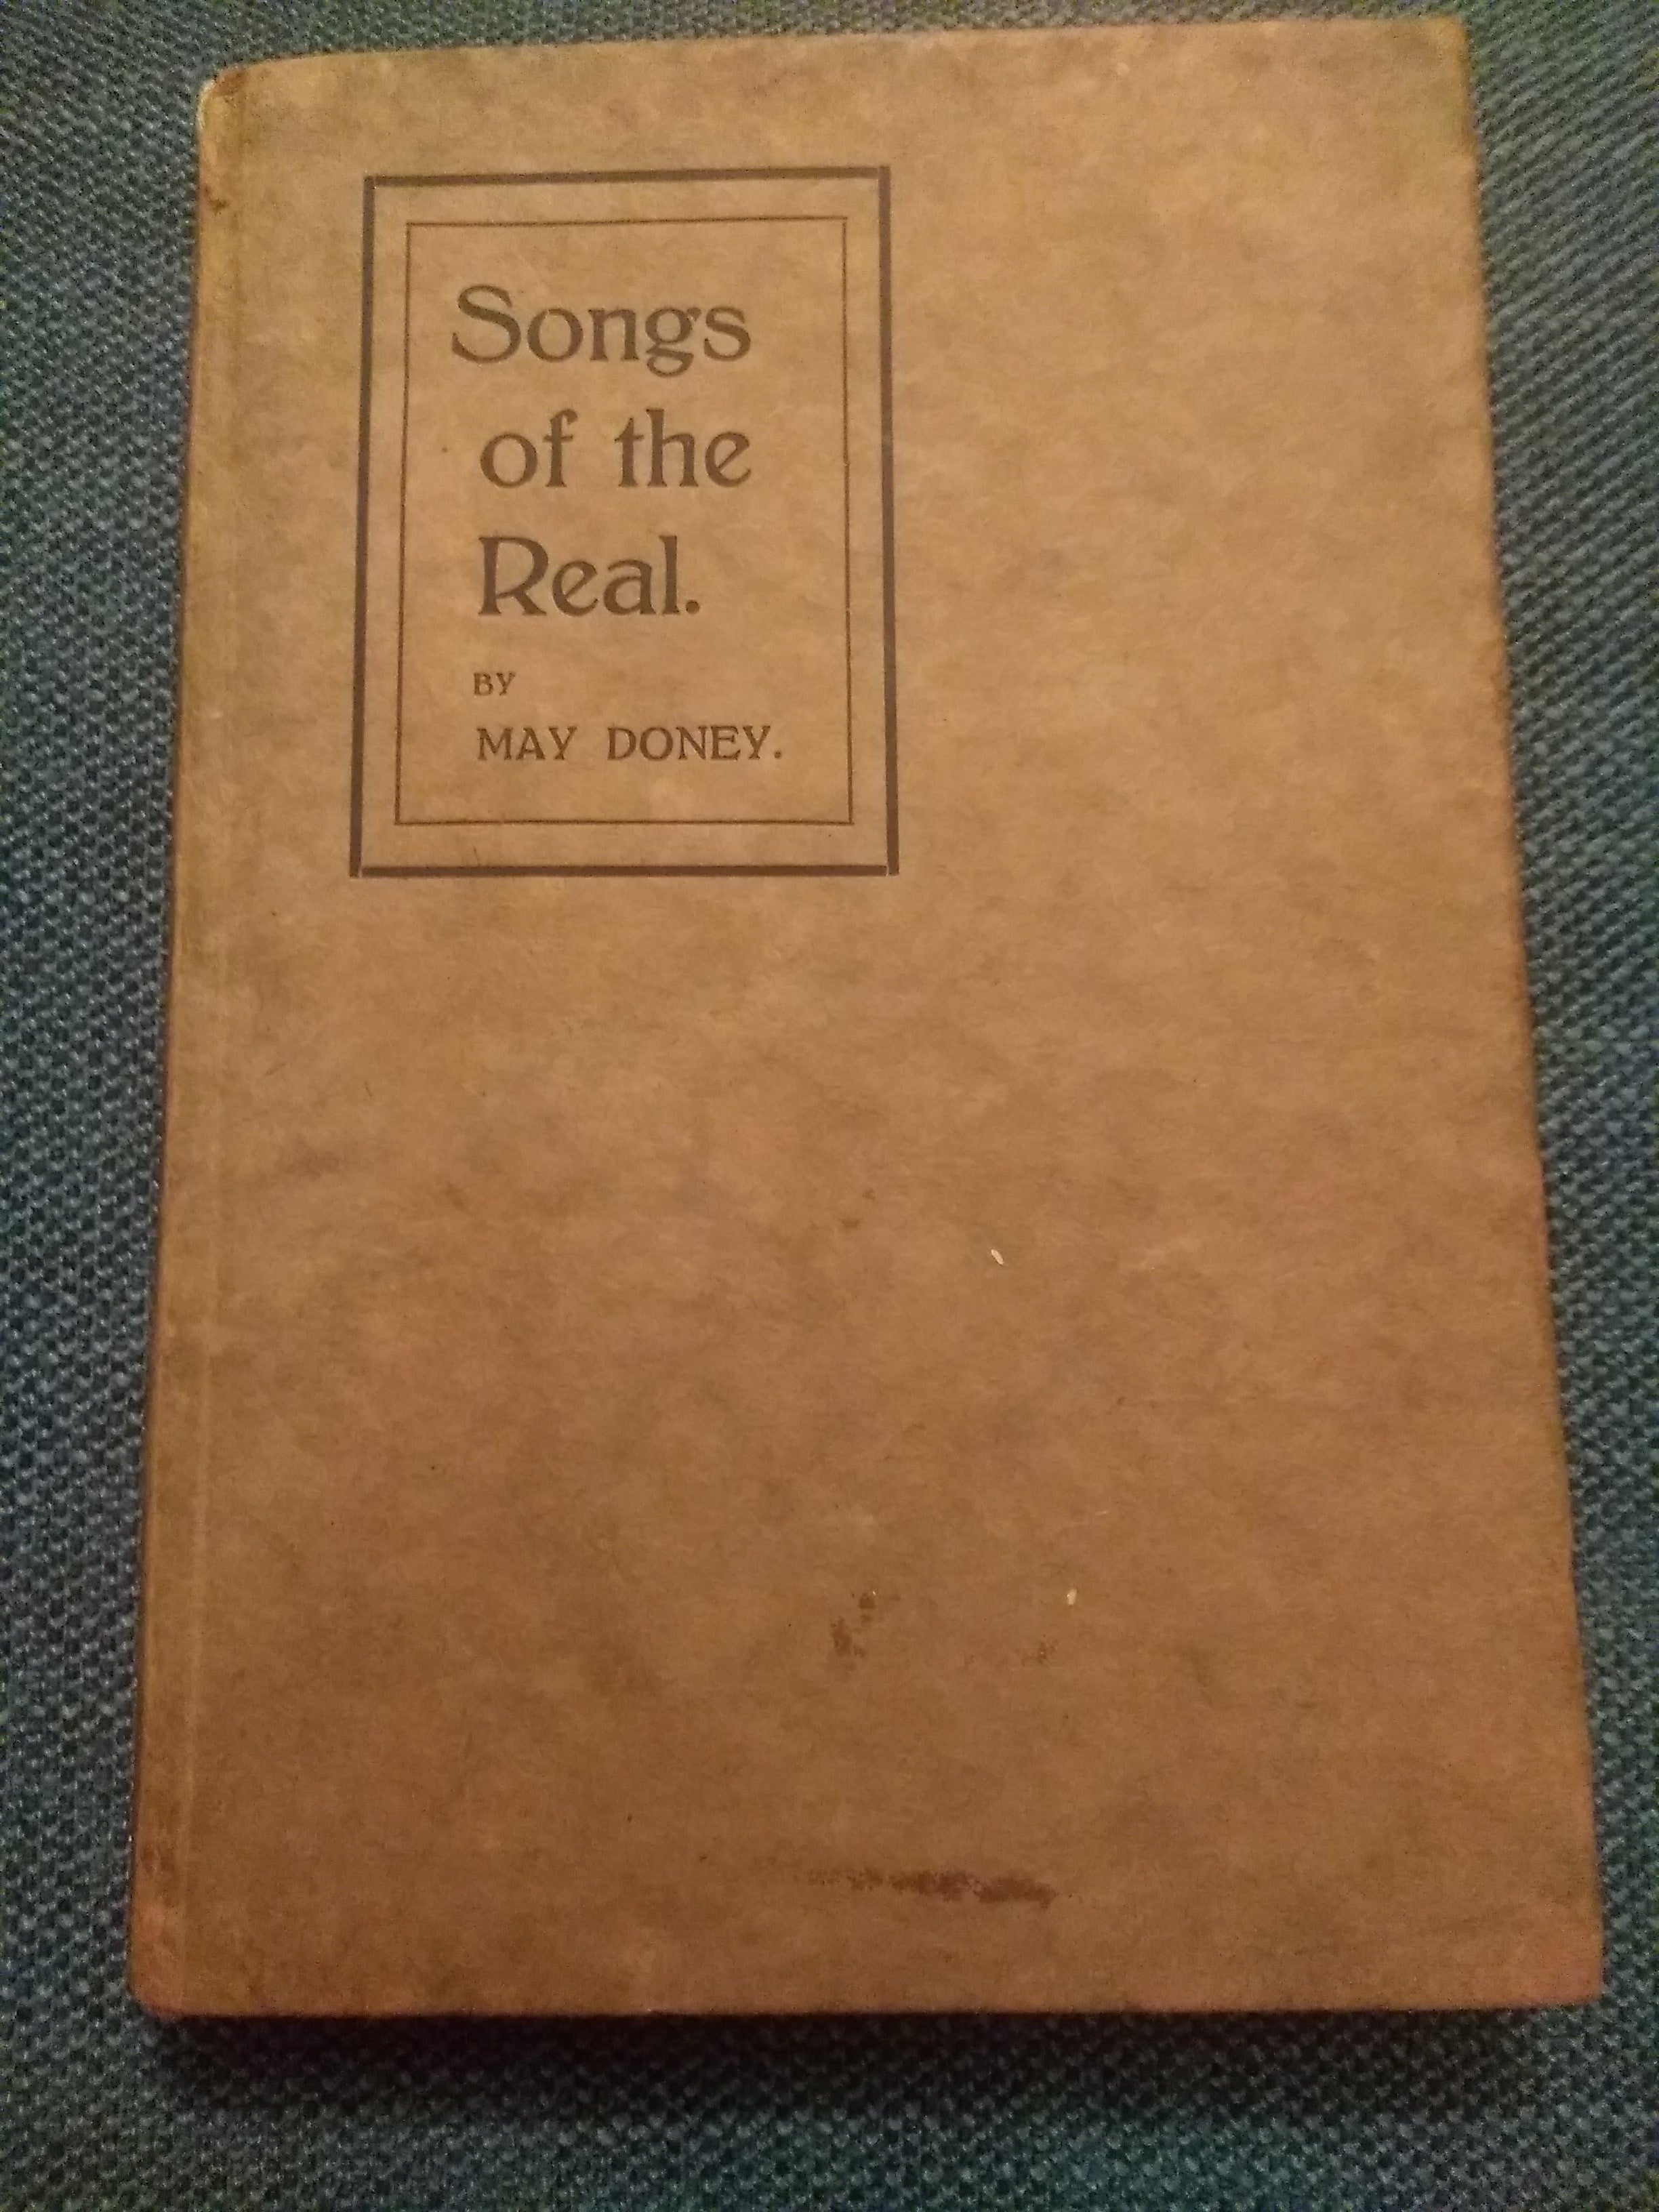 Songs
of the
Real.
BY
MAY DONEY.